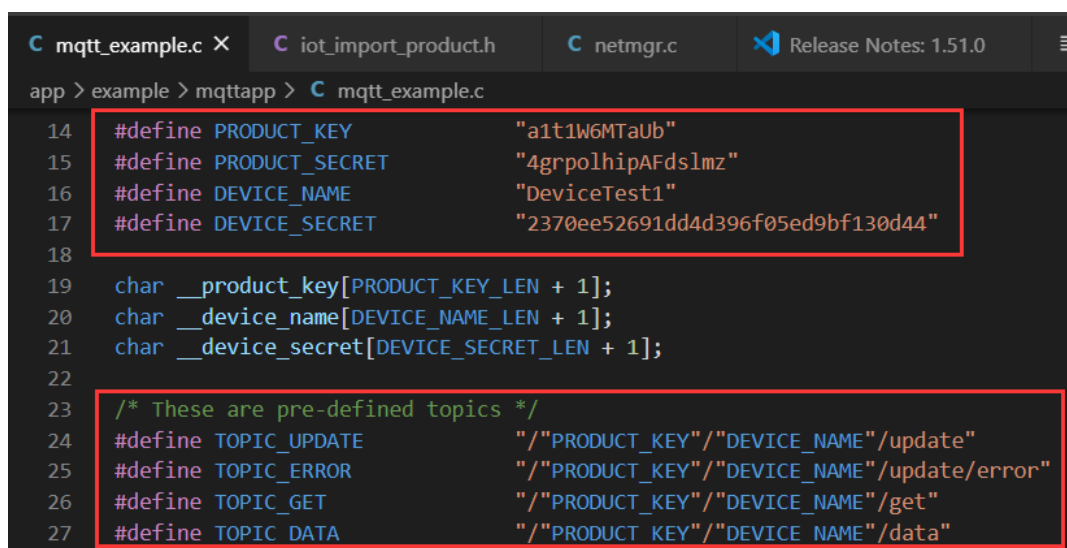 mqtt_example.c iot_import_product.h netmgr.c Release Notes: 1.51.0
app > example > mqttapp > C mqtt_example.c
14 #define PRODUCT_KEY "a1t1W6MTaUb"
15 #define PRODUCT_SECRET "4grpolhipAFdslmz"
16 #define DEVICE_NAME "DeviceTest1"
17 #define DEVICE_SECRET "2370ee52691dd4d396f05ed9bf130d44"
18
19 char __product_key[PRODUCT_KEY_LEN + 1];
20 char __device_name[DEVICE_NAME_LEN + 1];
21 char __device_secret[DEVICE_SECRET_LEN + 1];
22
23 /* These are pre-defined topics */
24 #define TOPIC_UPDATE "/"PRODUCT_KEY"/"DEVICE_NAME"/update"
25 #define TOPIC_ERROR "/"PRODUCT_KEY"/"DEVICE_NAME"/update/error"
26 #define TOPIC_GET "/"PRODUCT_KEY"/"DEVICE_NAME"/get"
27 #define TOPIC_DATA "/"PRODUCT_KEY"/"DEVICE_NAME"/data"